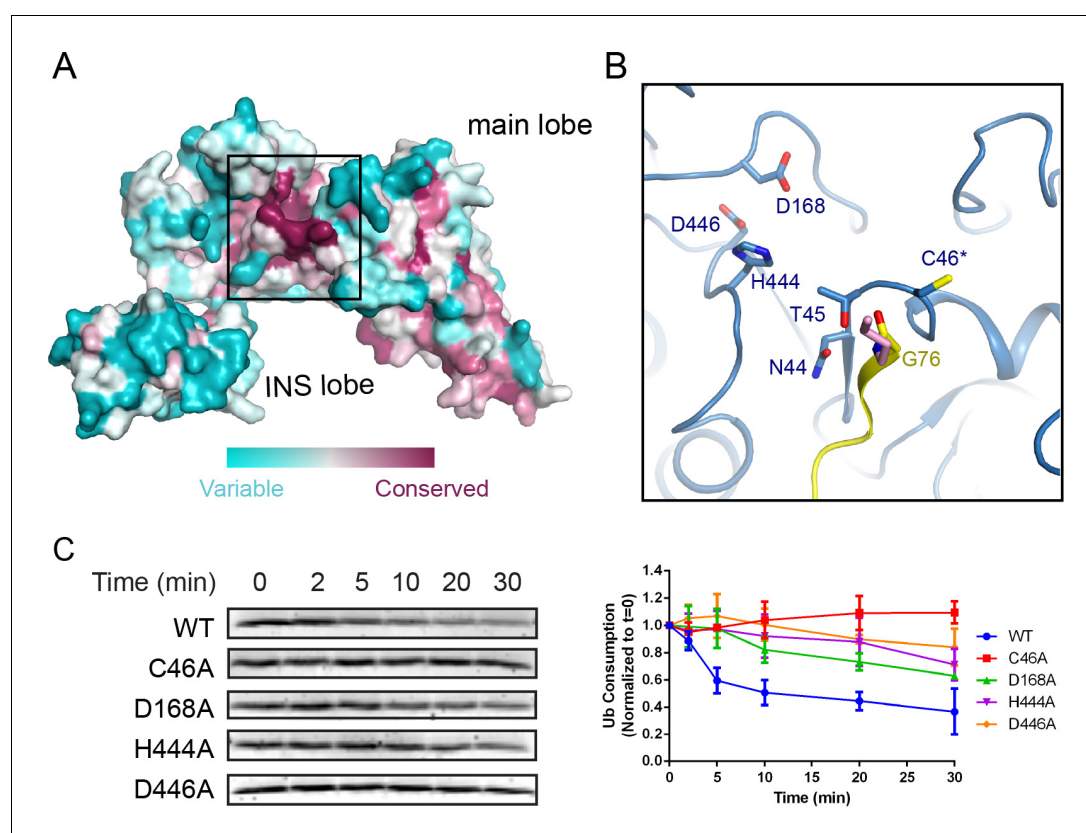 A
main lobe
INS lobe
Variable
Conserved
B
D168
D446
H444
C46*
T45
N44
G76
C
Time (min) 0 2 5 10 20 30
WT
C46A
D168A
H444A
D446A
Ub Consumption
(Normalized to t=0)
1.4
1.2
1.0
0.8
0.6
0.4
0.2
0.0
0 5 10 15 20 25 30
Time (min)
WT
C46A
D168A
H444A
D446A